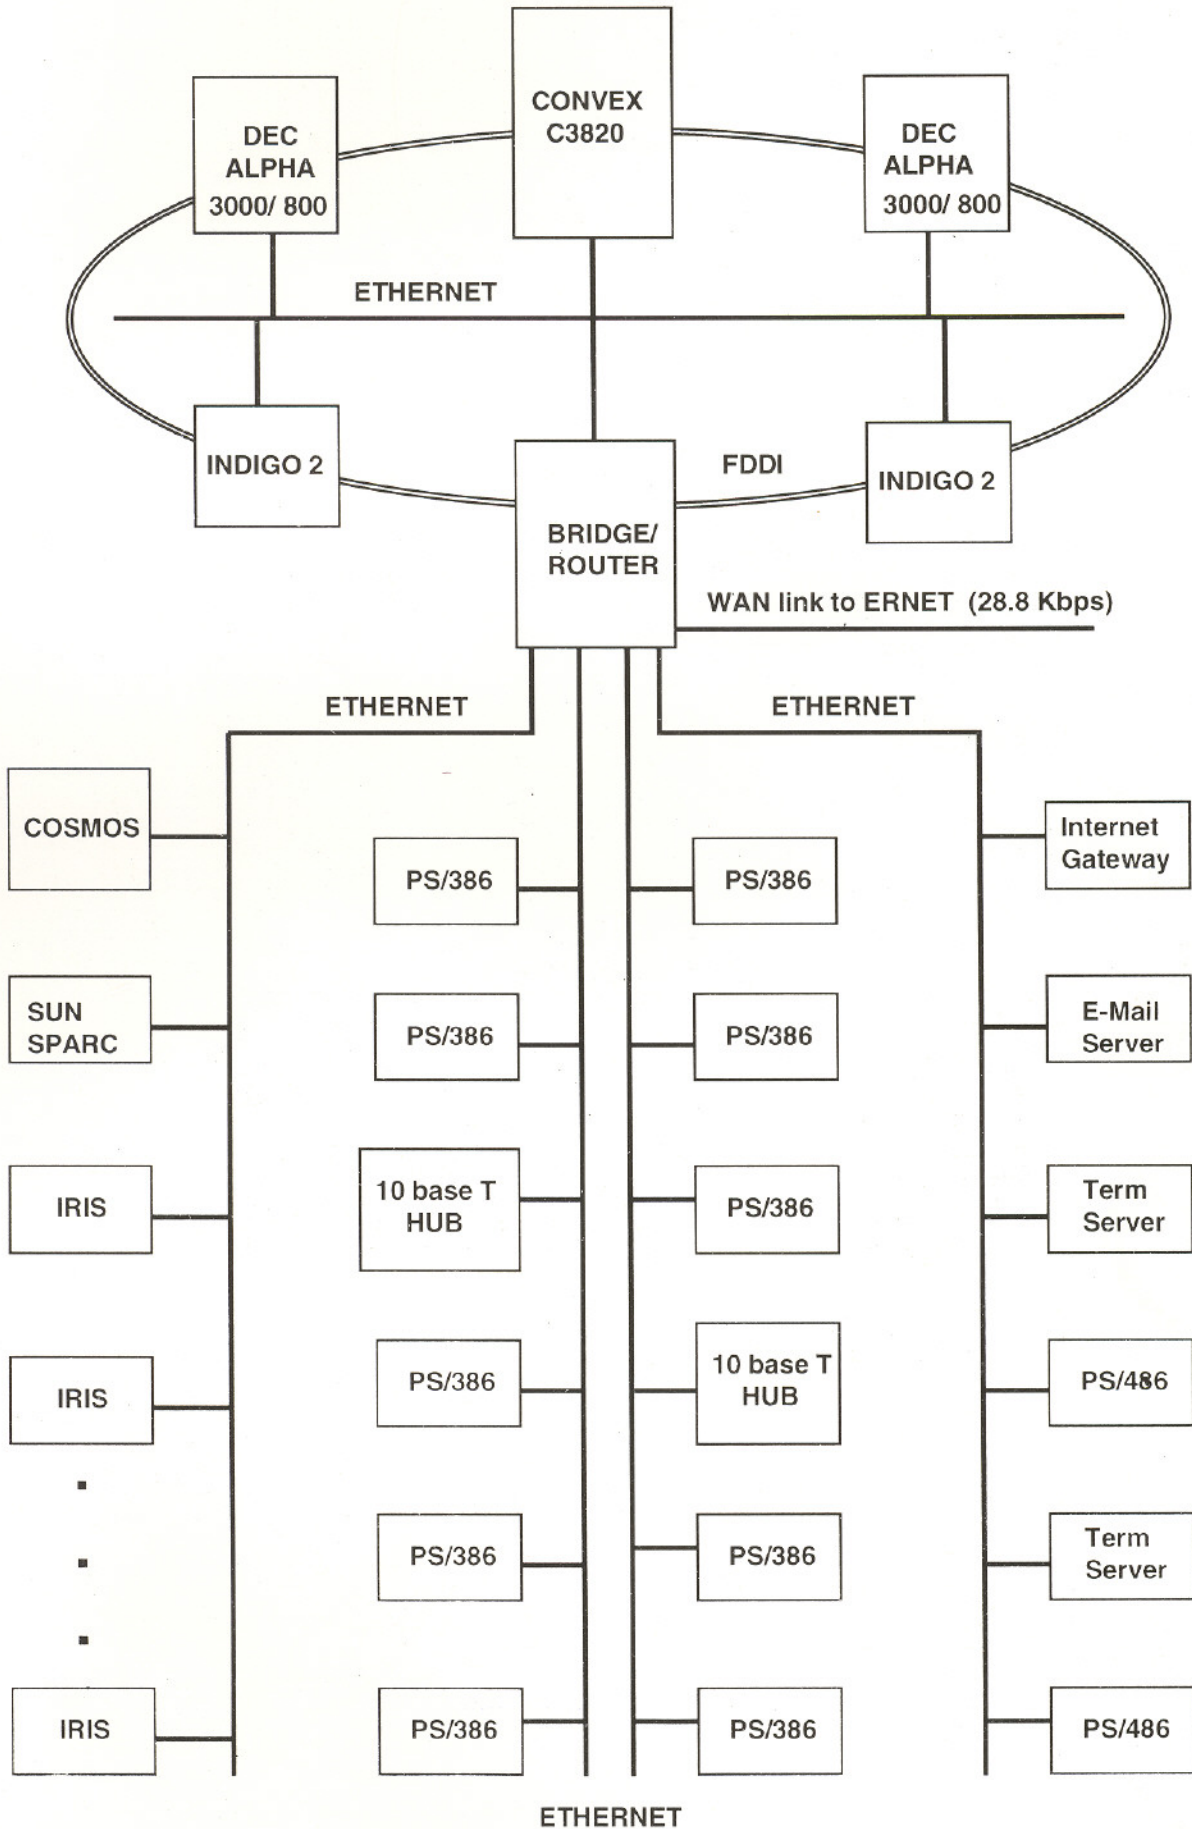 CONVEX
C3820
DEC
ALPHA
3000/ 800
DEC
ALPHA
3000/ 800
ETHERNET
INDIGO 2
FDDI
INDIGO 2
BRIDGE/
ROUTER
WAN link to ERNET (28.8 Kbps)
ETHERNET
ETHERNET
COSMOS
PS/386
PS/386
Internet
Gateway
SUN
SPARC
PS/386
PS/386
E-Mail
Server
IRIS
10 base T
HUB
PS/386
Term
Server
IRIS
PS/386
10 base T
HUB
PS/486
PS/386
PS/386
Term
Server
IRIS
PS/386
PS/386
PS/486
ETHERNET